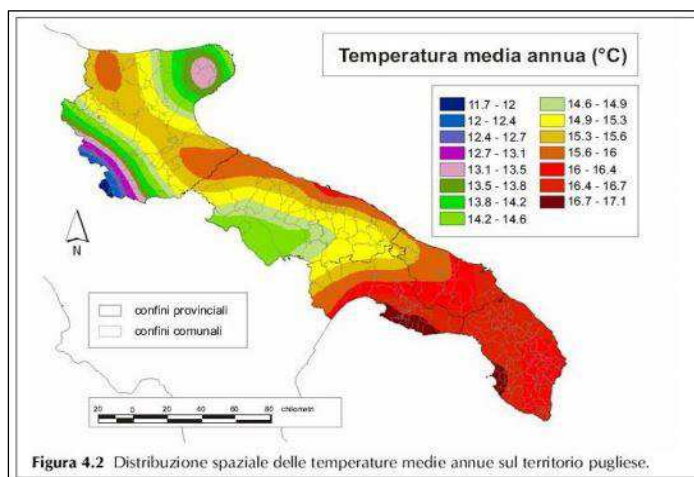 Temperatura media annua (°C)
11.7 - 12
12 - 12.4
12.4 - 12.7
12.7 - 13.1
13.1 - 13.5
13.5 - 13.8
13.8 - 14.2
14.2 - 14.6
14.6 - 14.9
14.9 - 15.3
15.3 - 15.6
15.6 - 16
16 - 16.4
16.4 - 16.7
16.7 - 17.1
N
confini provinciali
confini comunali
20 0 20 40 60 80 chilometri
Figura 4.2 Distribuzione spaziale delle temperature medie annue sul territorio pugliese.